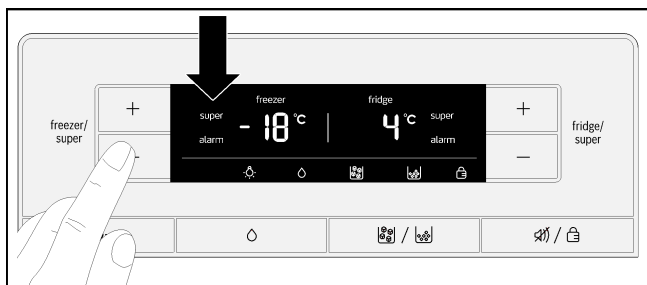 freezer fridge
super -18 °C 4 °C super
alarm alarm
freezer/
super
+
+
−
fridge/
super
/
/